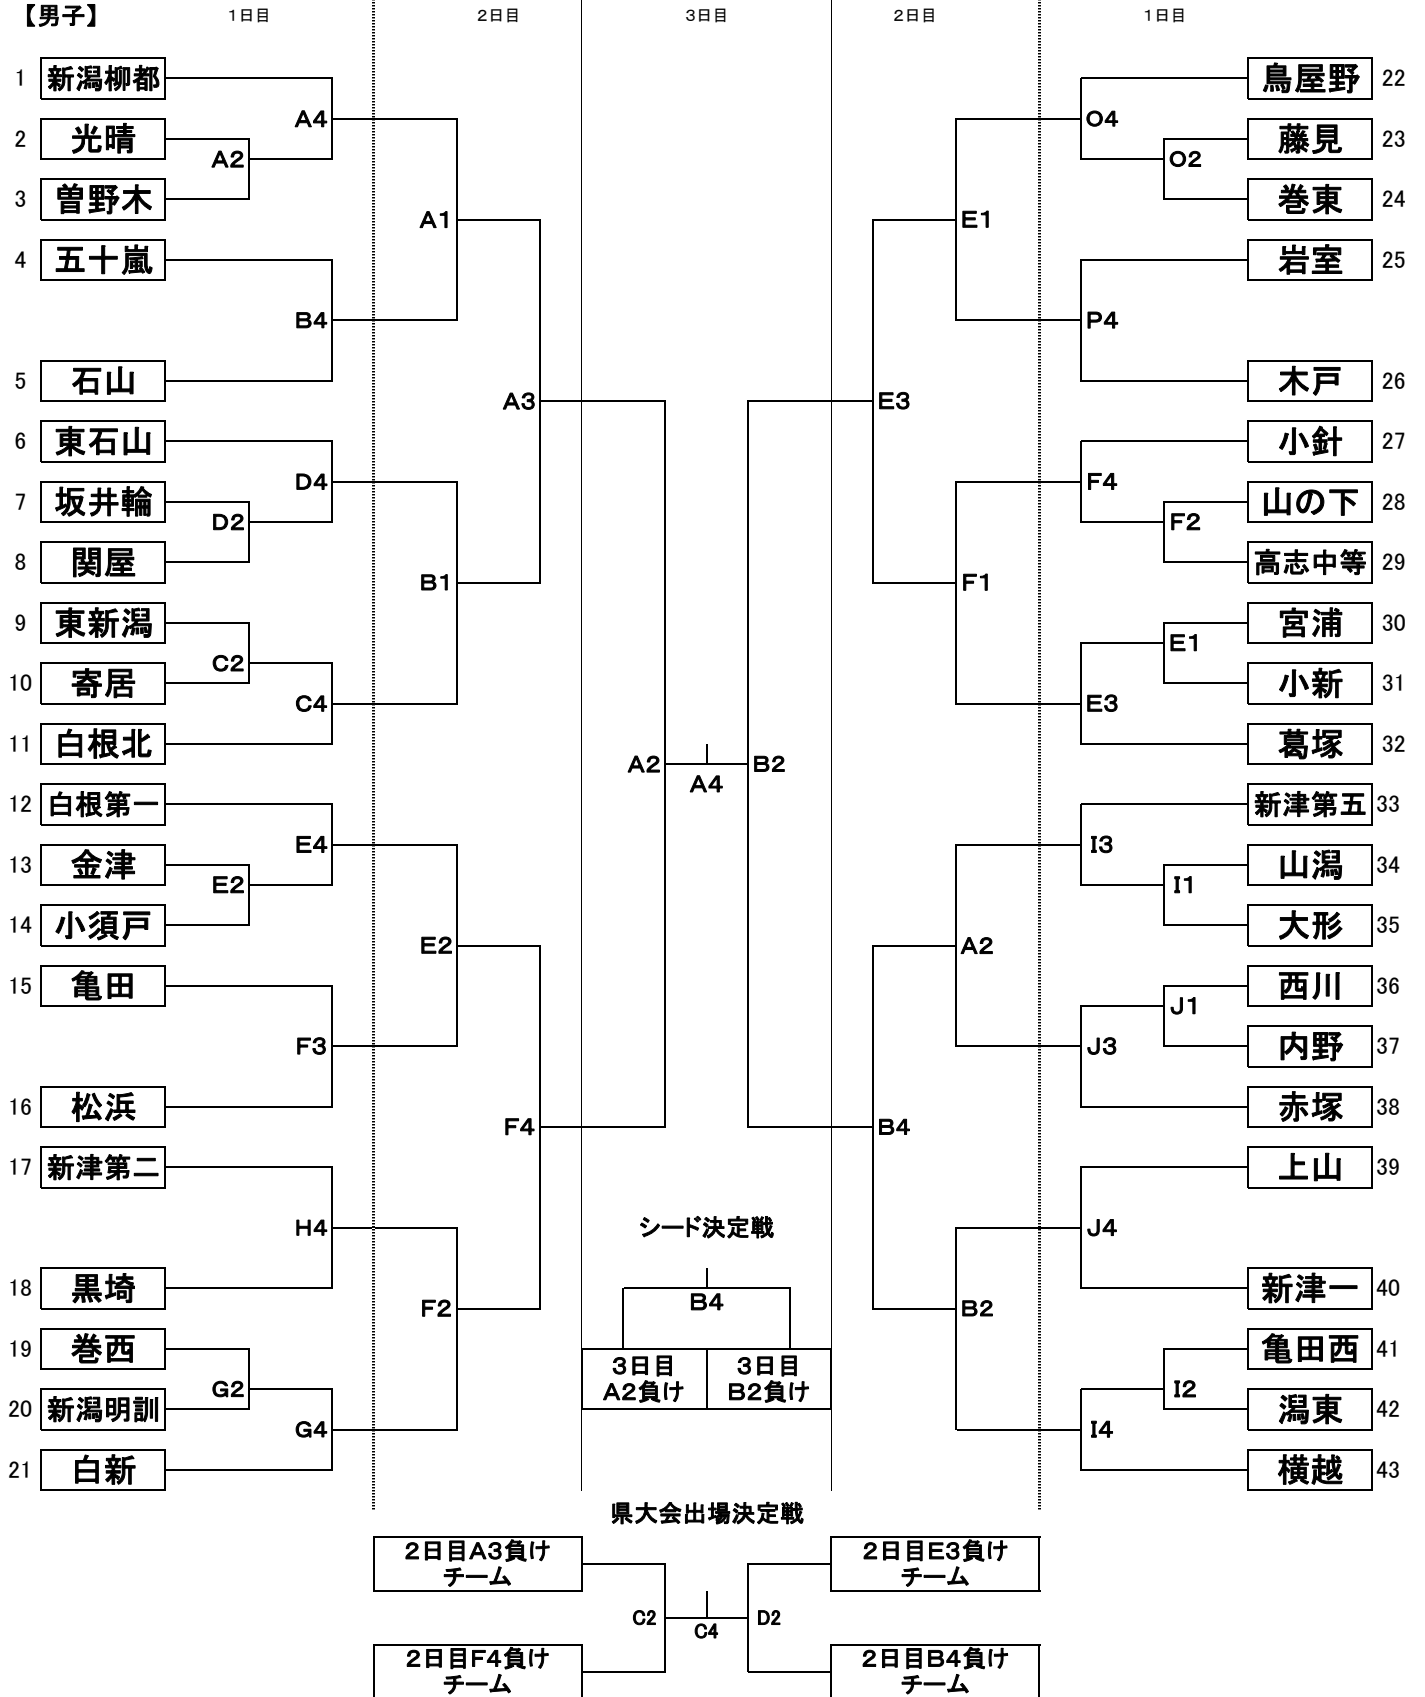 【男子】
1日目
2日目
3日目
2日目
1日目
1 新潟柳都
2 光晴
3 曽野木
4 五十嵐
5 石山
6 東石山
7 坂井輪
8 関屋
9 東新潟
10 寄居
11 白根北
12 白根第一
13 金津
14 小須戸
15 亀田
16 松浜
17 新津第二
18 黒埼
19 巻西
20 新潟明訓
21 白新
A4
A2
B4
D4
D2
C2
C4
E4
E2
F3
H4
G2
G4
A1
B1
E2
F2
A3
F4
A2
A4
B2
E3
B4
E1
F1
A2
B2
O4
O2
P4
F4
F2
E1
E3
I3
I1
J1
J3
J4
I2
I4
鳥屋野 22
藤見 23
巻東 24
岩室 25
木戸 26
小針 27
山の下 28
高志中等 29
宮浦 30
小新 31
葛塚 32
新津第五 33
山潟 34
大形 35
西川 36
内野 37
赤塚 38
上山 39
新津一 40
亀田西 41
潟東 42
横越 43
シード決定戦
B4
3日目
A2負け
3日目
B2負け
県大会出場決定戦
2日目A3負け
チーム
2日目F4負け
チーム
C2
C4
D2
2日目E3負け
チーム
2日目B4負け
チーム